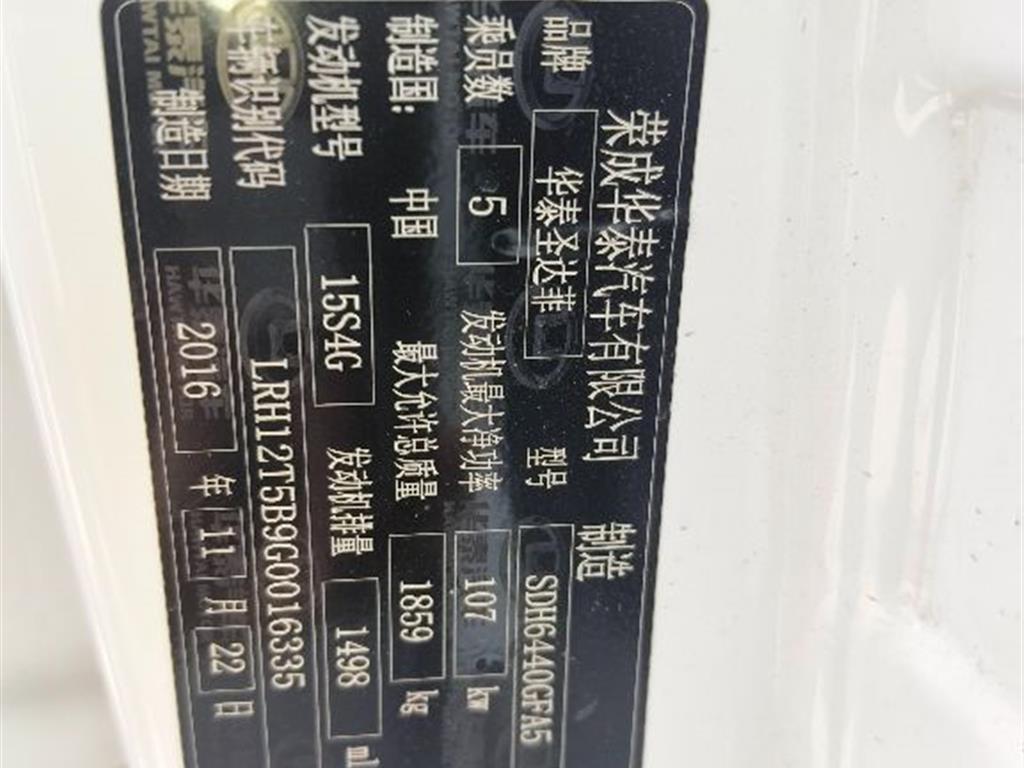 荣成华泰汽车有限公司 制造
品牌 华泰圣达菲 型号 SDH6440GFA5
乘员数 5 发动机最大净功率 107 kw
制造国: 中国 最大允许总质量 1859 kg
发动机型号 15S4G 发动机排量 1498 ml
车辆识别代码 LRH12T5B9G0016335
制造日期 2016 年 11 月 22 日